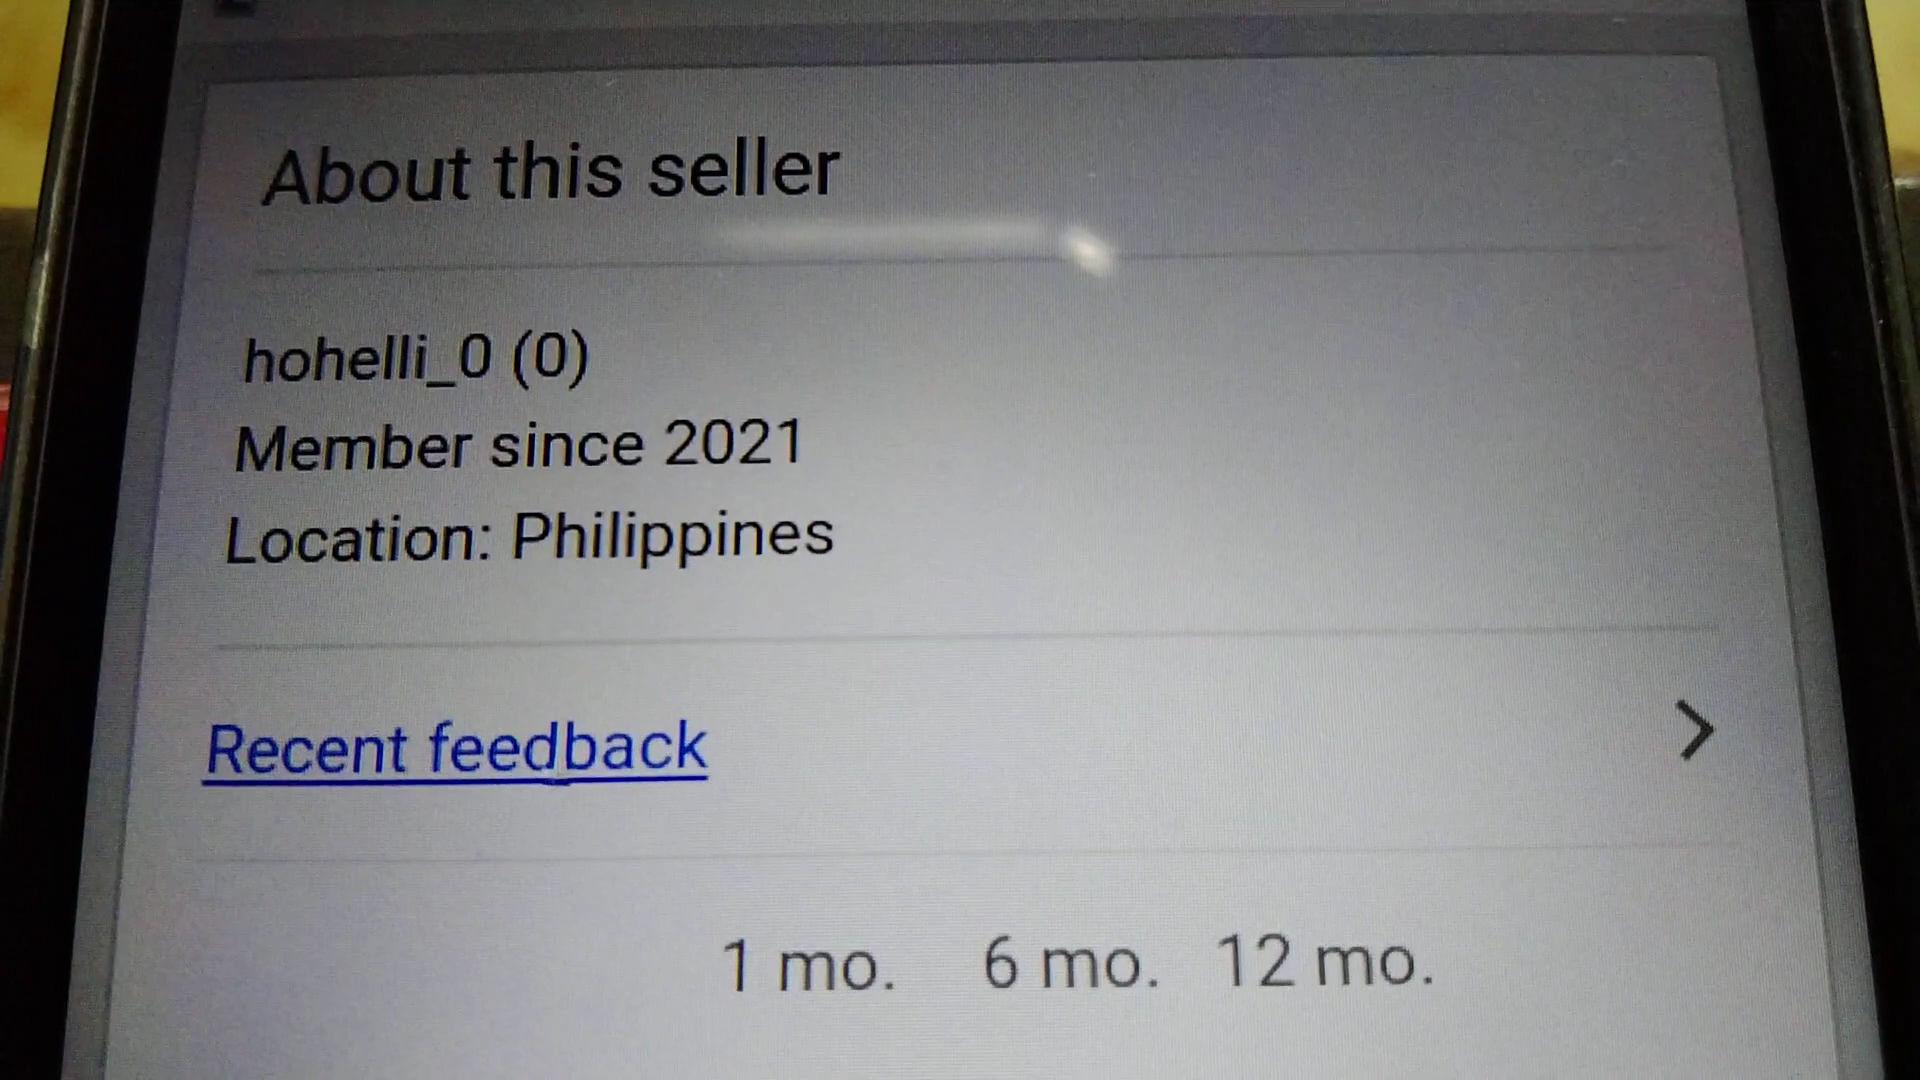 About this seller
hohelli_0 (0)
Member since 2021
Location: Philippines
Recent feedback
1 mo. 6 mo. 12 mo.